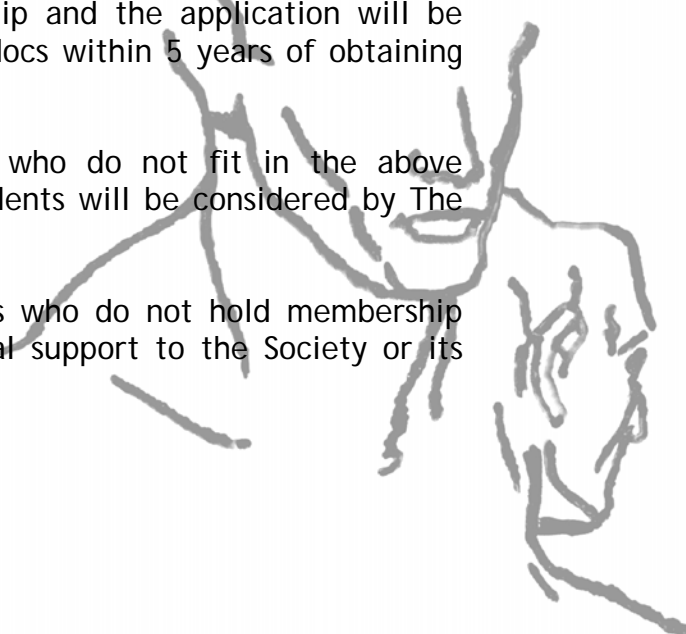 ip and the application will be
docs within 5 years of obtaining
who do not fit in the above
dents will be considered by The
s who do not hold membership
al support to the Society or its